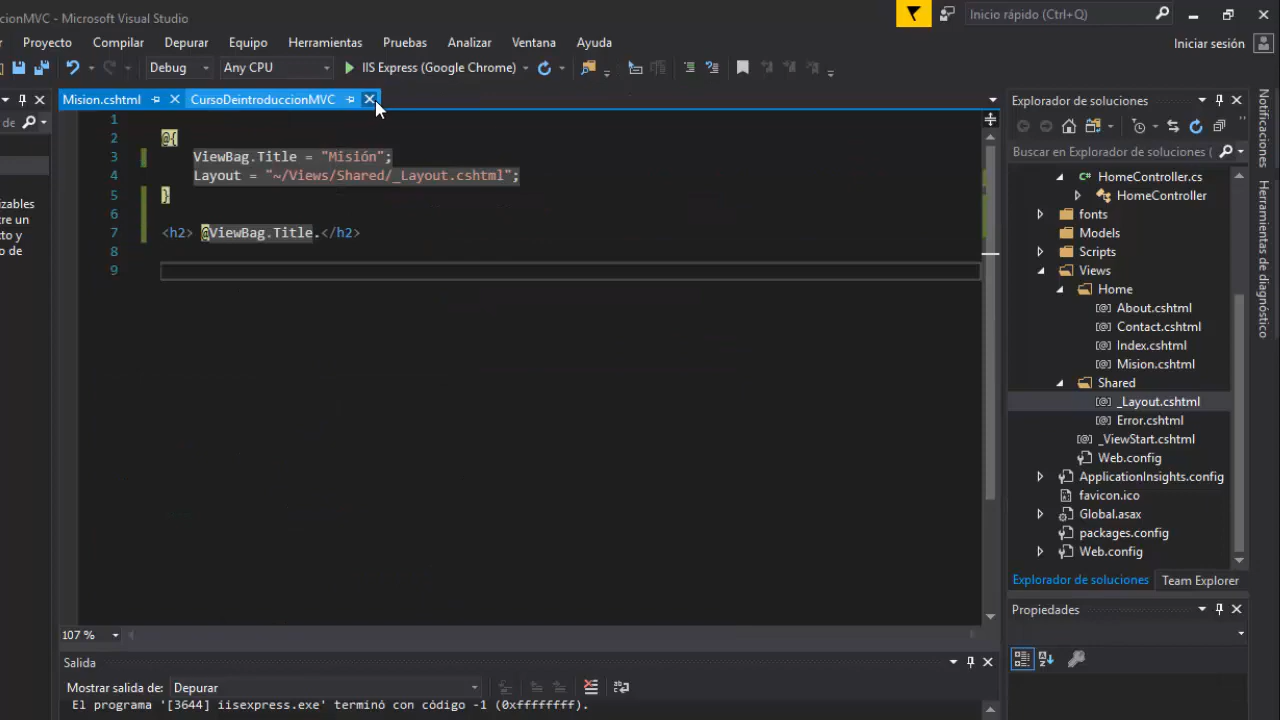 cionMVC - Microsoft Visual Studio
Inicio rápido (Ctrl+Q)
Proyecto Compilar Depurar Equipo Herramientas Pruebas Analizar Ventana Ayuda
Iniciar sesión
Debug Any CPU IIS Express (Google Chrome)
Mision.cshtml CursoDeintroduccionMVC
de
izables
re un
to y
o de
1
2 @{
3 ViewBag.Title = "Misión";
4 Layout = "~/Views/Shared/_Layout.cshtml";
5 }
6
7 <h2> @ViewBag.Title.</h2>
8
9
107 %
Salida
Mostrar salida de: Depurar
El programa '[3644] iisexpress.exe' terminó con código -1 (0xffffffff).
Explorador de soluciones
Buscar en Explorador de soluciones (
C# HomeController.cs
HomeController
fonts
Models
Scripts
Views
Home
[@] About.cshtml
[@] Contact.cshtml
[@] Index.cshtml
[@] Mision.cshtml
Shared
[@] _Layout.cshtml
[@] Error.cshtml
[@] _ViewStart.cshtml
Web.config
ApplicationInsights.config
favicon.ico
Global.asax
packages.config
Web.config
Explorador de soluciones Team Explorer
Propiedades
Notificaciones
Herramientas de diagnóstico